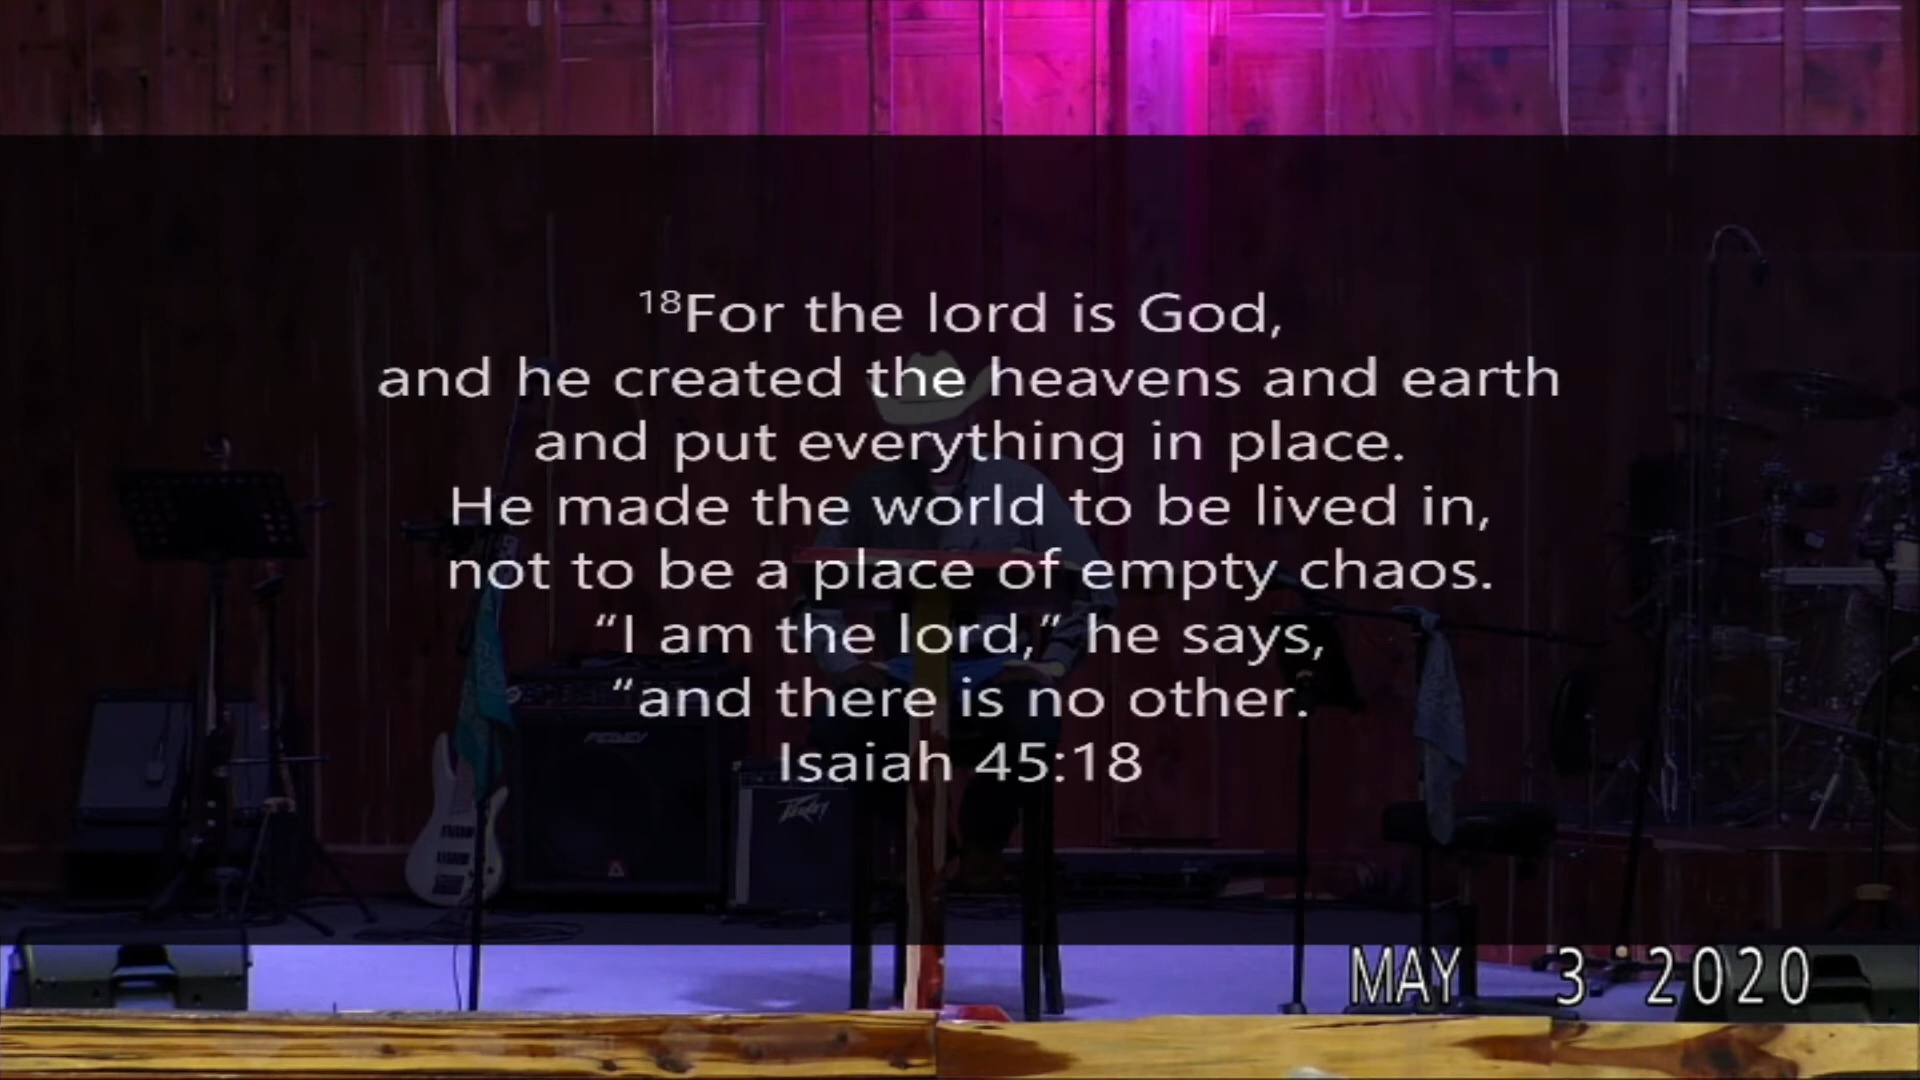 ¹⁸For the lord is God,
and he created the heavens and earth
and put everything in place.
He made the world to be lived in,
not to be a place of empty chaos.
“I am the lord,” he says,
“and there is no other.
Isaiah 45:18
PEAVEY
PEAVEY
MAY 3 2020